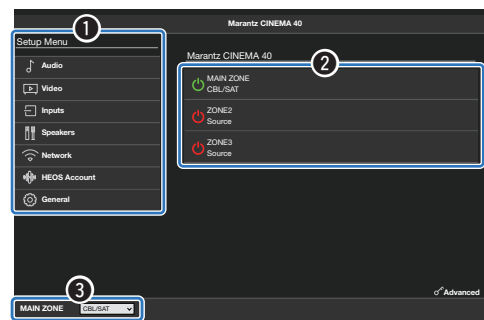 Marantz CINEMA 40
1
Setup Menu
Audio
Video
Inputs
Speakers
Network
HEOS Account
General
Marantz CINEMA 40
2
MAIN ZONE
CBL/SAT
ZONE2
Source
ZONE3
Source
Advanced
3
MAIN ZONE CBL/SAT